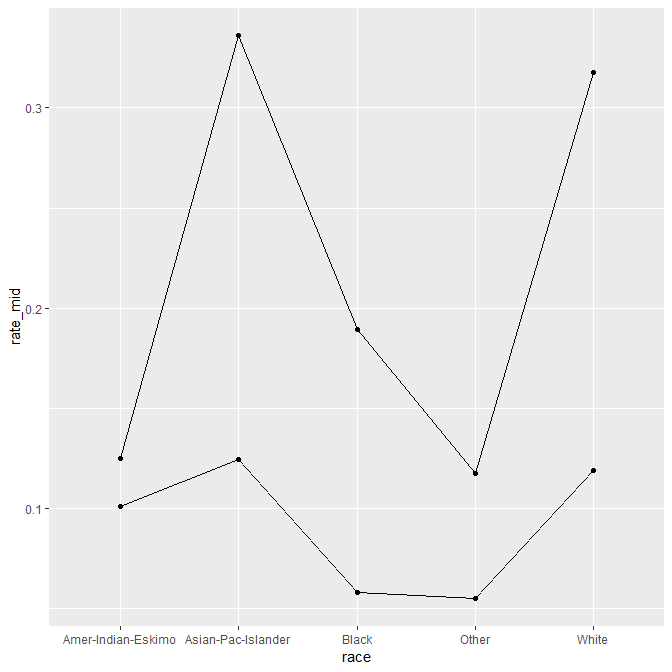 0.3
0.2
0.1
rate_mid
Amer-Indian-Eskimo Asian-Pac-Islander Black Other White
race